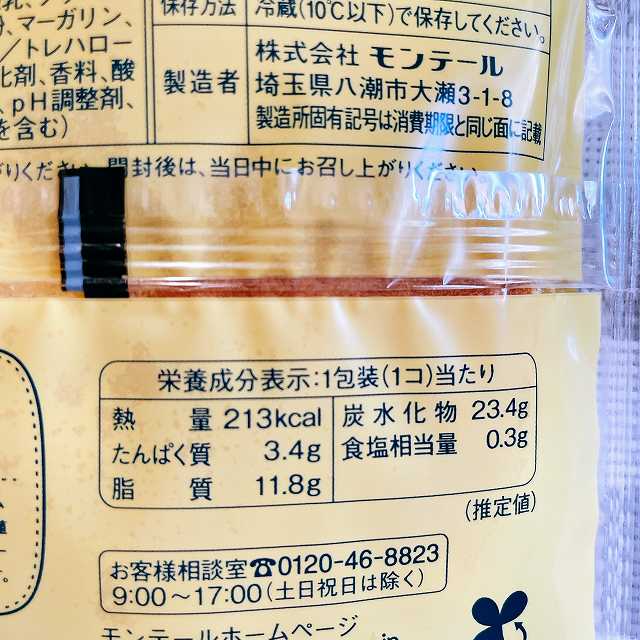 保存方法 冷蔵(10℃以下)で保存してください。
マーガリン、
/トレハロー
化剤、香料、酸
、pH調整剤、
を含む)
製造者
株式会社 モンテール
埼玉県八潮市大瀬3-1-8
製造所固有記号は消費期限と同じ面に記載
がりください。開封後は、当日中にお召し上がりください。
栄養成分表示:1包装(1コ)当たり
熱量 213kcal 炭水化物 23.4g
たんぱく質 3.4g 食塩相当量 0.3g
脂質 11.8g
(推定値)
お客様相談室☎0120-46-8823
9:00~17:00(土日祝日は除く)
モンテールホームページ